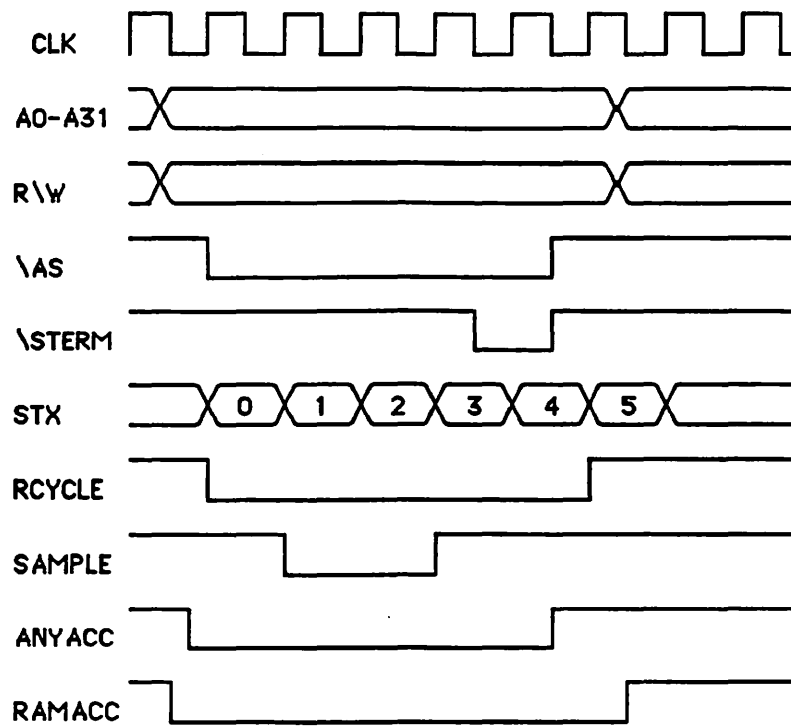 CLK
A0-A31
R\W
\AS
\STERM
STX 0 1 2 3 4 5
RCYCLE
SAMPLE
ANYACC
RAMACC